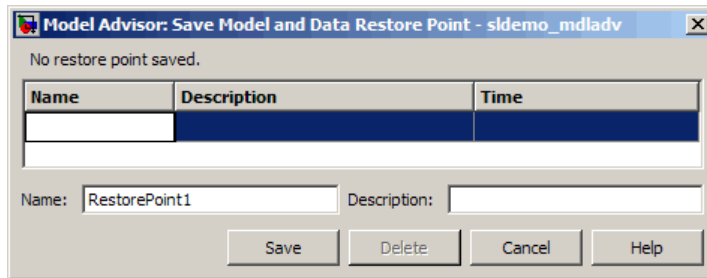 Model Advisor: Save Model and Data Restore Point - sldemo_mdladv
No restore point saved.
Name Description Time
Name: RestorePoint1 Description:
Save Delete Cancel Help